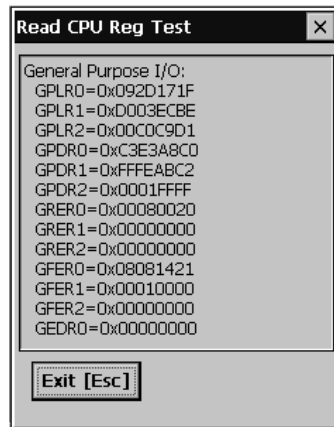 Read CPU Reg Test
General Purpose I/O:
GPLR0=0x092D171F
GPLR1=0xD003ECBE
GPLR2=0x00C0C9D1
GPDR0=0xC3E3A8C0
GPDR1=0xFFFEABC2
GPDR2=0x0001FFFF
GRER0=0x00080020
GRER1=0x00000000
GRER2=0x00000000
GFER0=0x08081421
GFER1=0x00010000
GFER2=0x00000000
GEDR0=0x00000000
Exit [Esc]